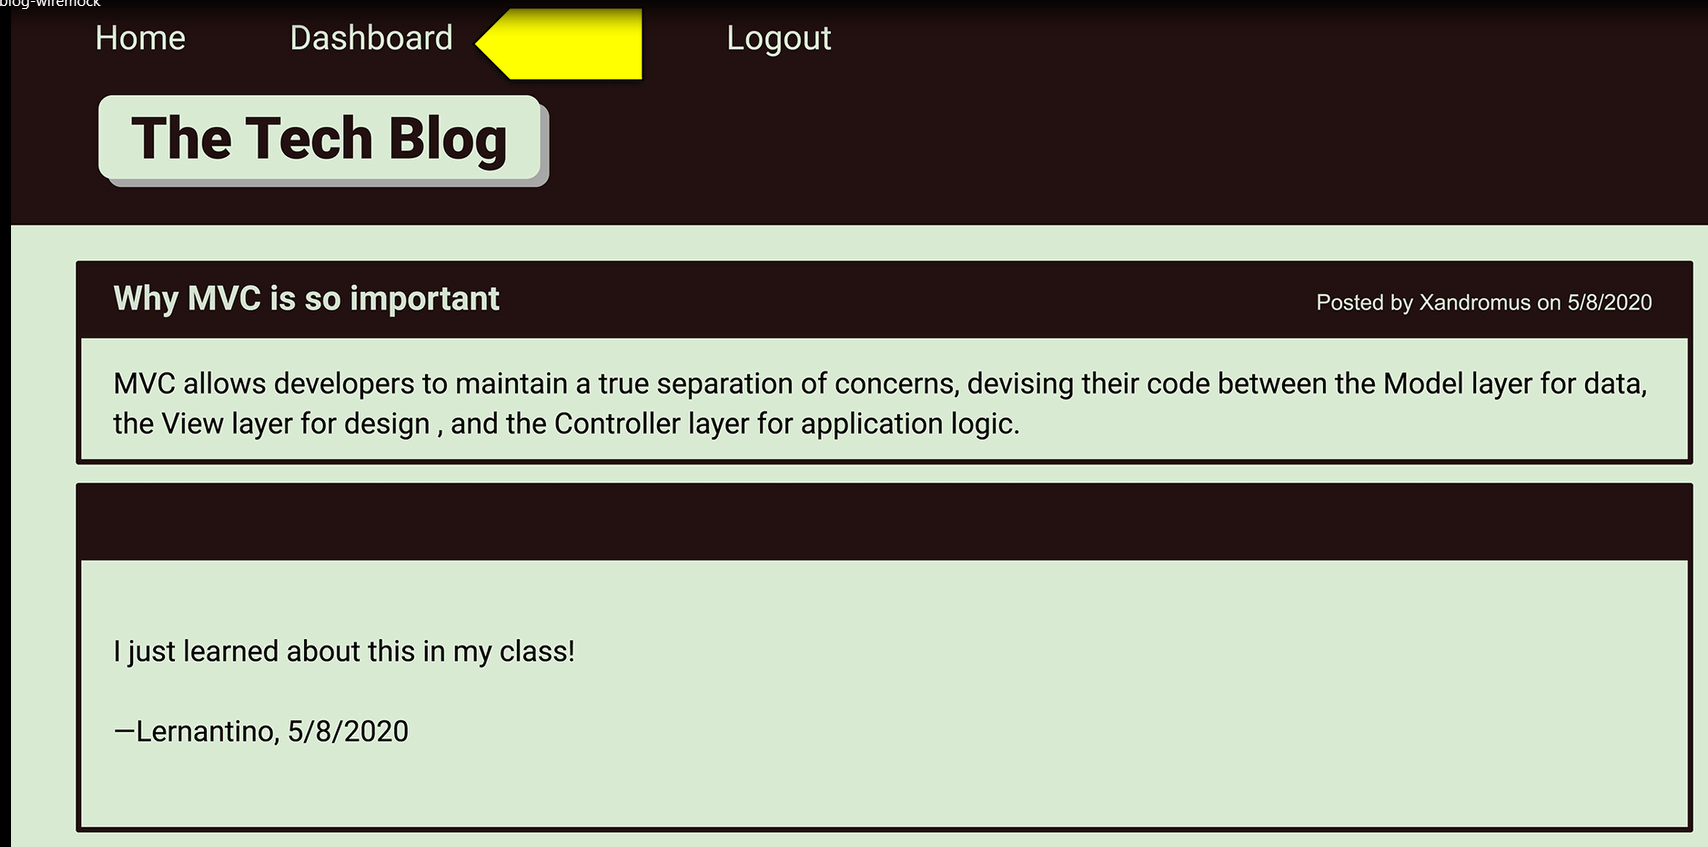 blog-wiremock
Home Dashboard Logout
The Tech Blog
Why MVC is so important
Posted by Xandromus on 5/8/2020
MVC allows developers to maintain a true separation of concerns, devising their code between the Model layer for data,
the View layer for design , and the Controller layer for application logic.
I just learned about this in my class!
—Lernantino, 5/8/2020